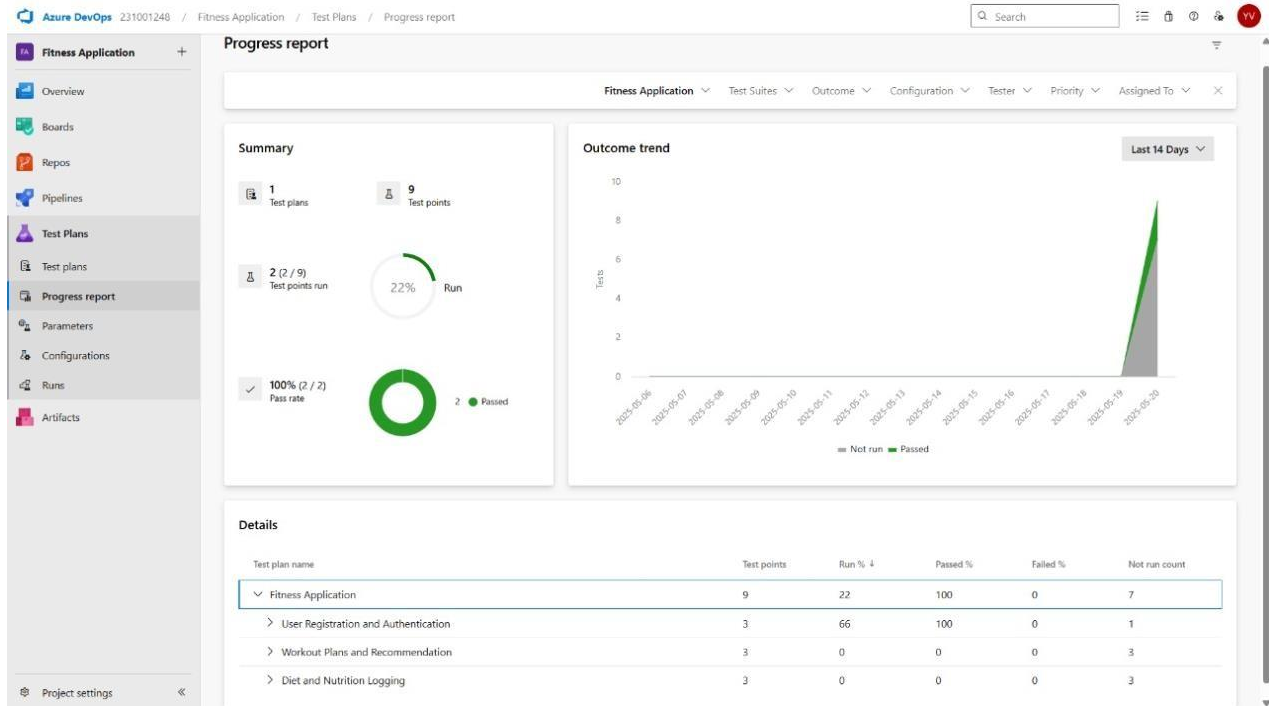 Azure DevOps 231001248 / Fitness Application / Test Plans / Progress report
Search
YV
FA Fitness Application +
Overview
Boards
Repos
Pipelines
Test Plans
Test plans
Progress report
Parameters
Configurations
Runs
Artifacts
Project settings
Progress report
Fitness Application Test Suites Outcome Configuration Tester Priority Assigned To
Summary
1
Test plans
9
Test points
2 (2 / 9)
Test points run
22%
Run
100% (2 / 2)
Pass rate
2 Passed
Outcome trend
Last 14 Days
10
8
6
4
2
0
Tests
2025-05-06 2025-05-07 2025-05-08 2025-05-09 2025-05-10 2025-05-11 2025-05-12 2025-05-13 2025-05-14 2025-05-15 2025-05-16 2025-05-17 2025-05-18 2025-05-19 2025-05-20
Not run Passed
Details
Test plan name Test points Run % ↓ Passed % Failed % Not run count
Fitness Application 9 22 100 0 7
User Registration and Authentication 3 66 100 0 1
Workout Plans and Recommendation 3 0 0 0 3
Diet and Nutrition Logging 3 0 0 0 3